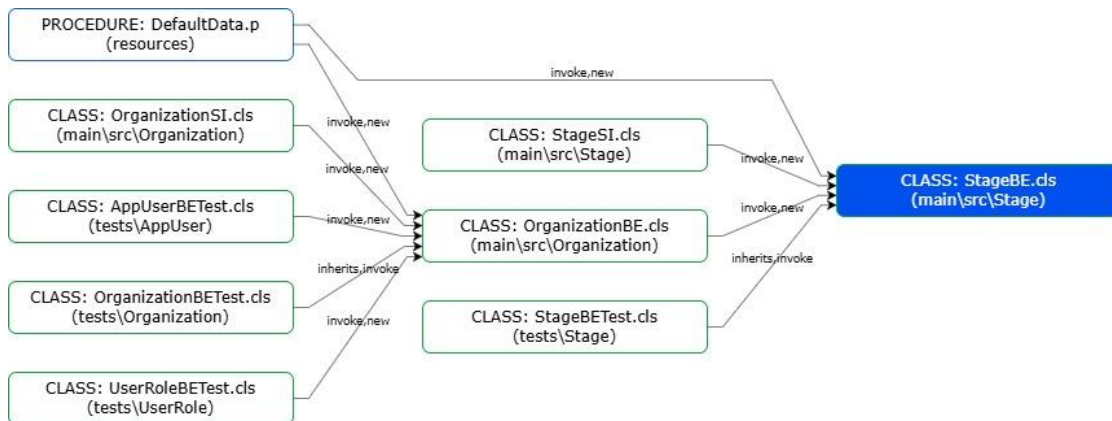 PROCEDURE: DefaultData.p
(resources)
invoke,new
CLASS: OrganizationSI.cls
(main\src\Organization)
invoke,new
CLASS: StageSI.cls
(main\src\Stage)
invoke,new
invoke,new
CLASS: StageBE.cls
(main\src\Stage)
CLASS: AppUserBETest.cls
(tests\AppUser)
invoke,new
CLASS: OrganizationBE.cls
(main\src\Organization)
invoke,new
inherits,invoke
inherits,invoke
CLASS: OrganizationBETest.cls
(tests\Organization)
CLASS: StageBETest.cls
(tests\Stage)
invoke,new
CLASS: UserRoleBETest.cls
(tests\UserRole)